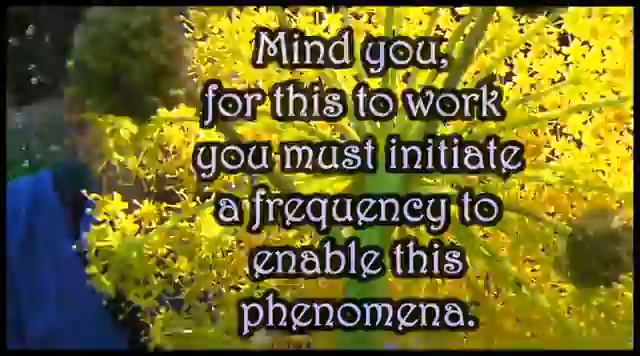 Mind you,
for this to work
you must initiate
a frequency to
enable this
phenomena.